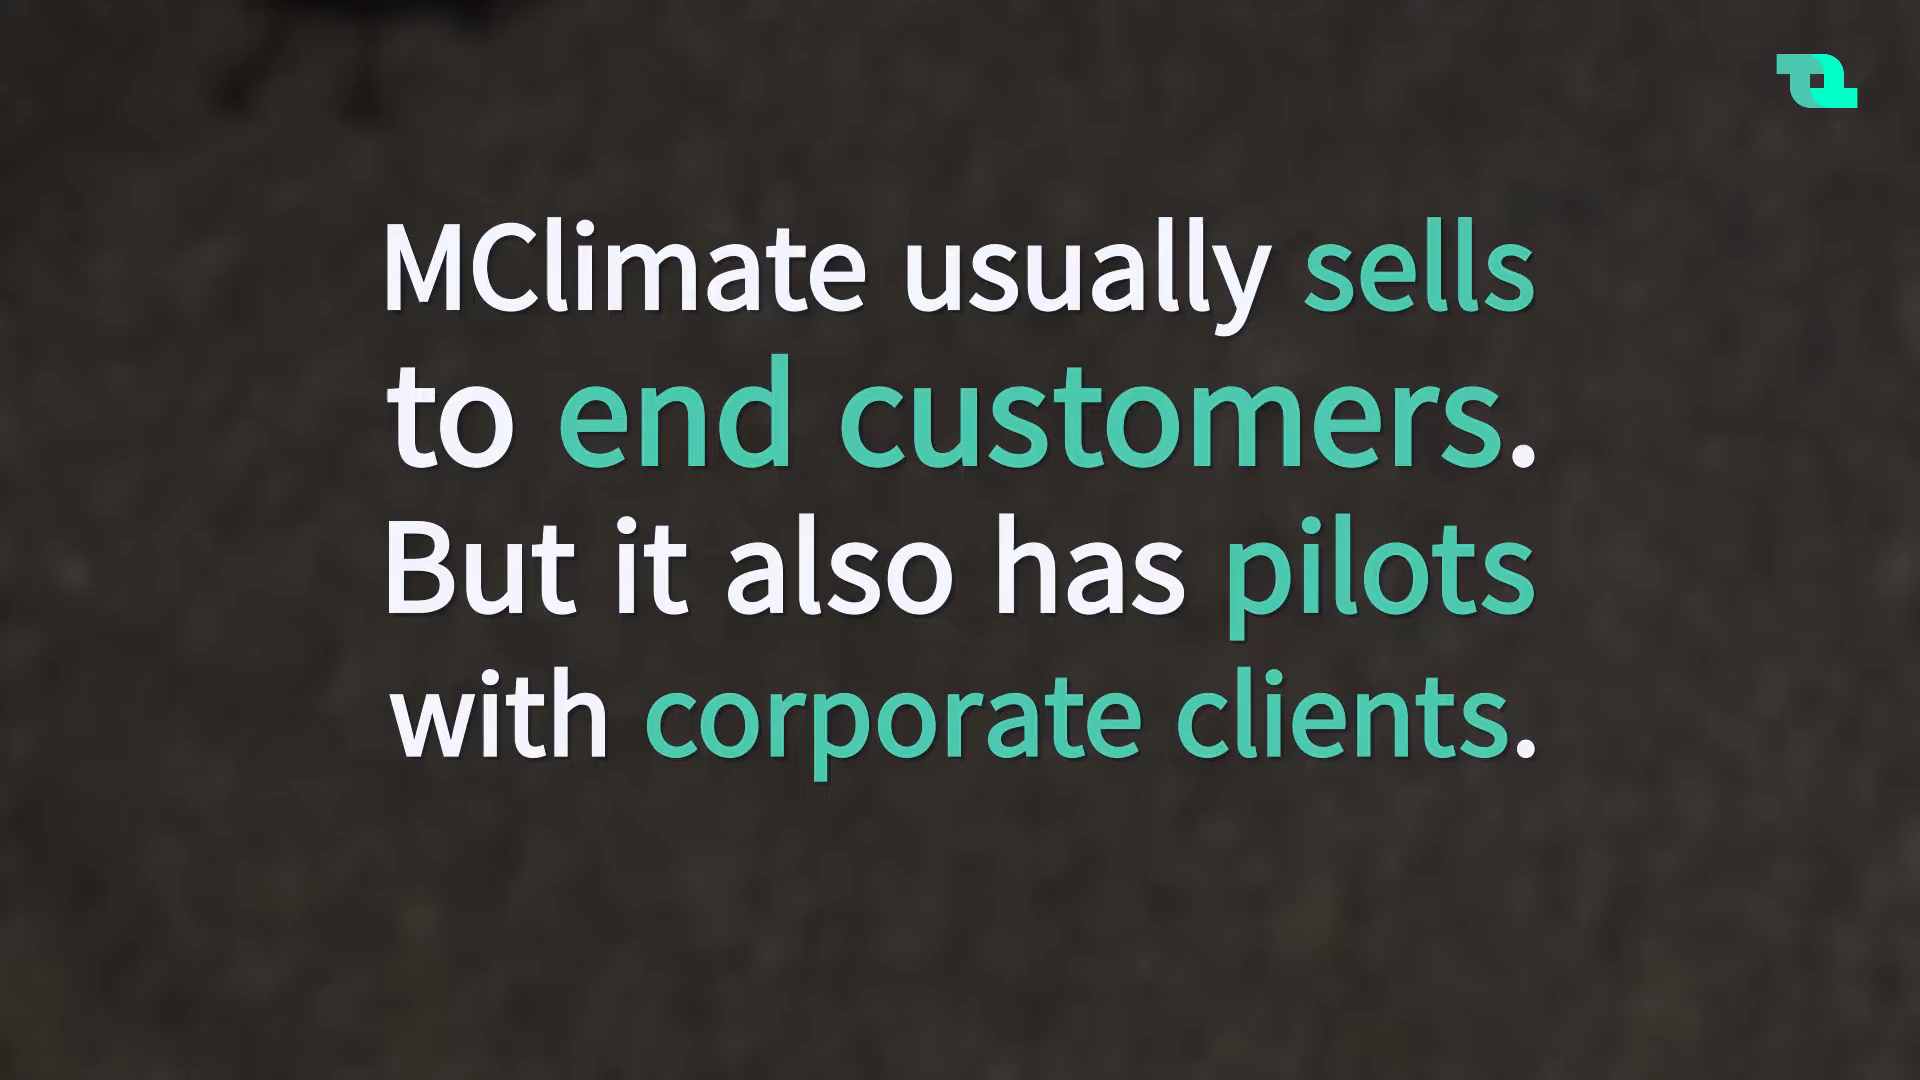 MClimate usually sells
to end customers.
But it also has pilots
with corporate clients.